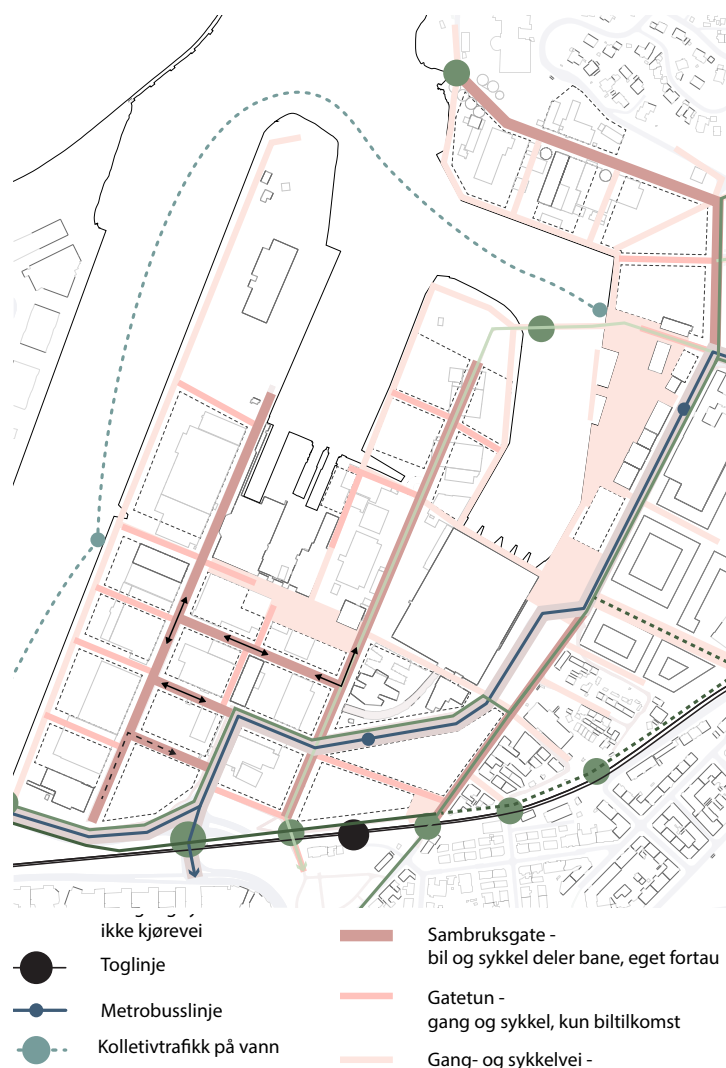 ikke kjørevei
Toglinje
Metrobusslinje
Kolletivtrafikk på vann
Sambruksgate -
bil og sykkel deler bane, eget fortau
Gatetun -
gang og sykkel, kun biltilkomst
Gang- og sykkelvei -